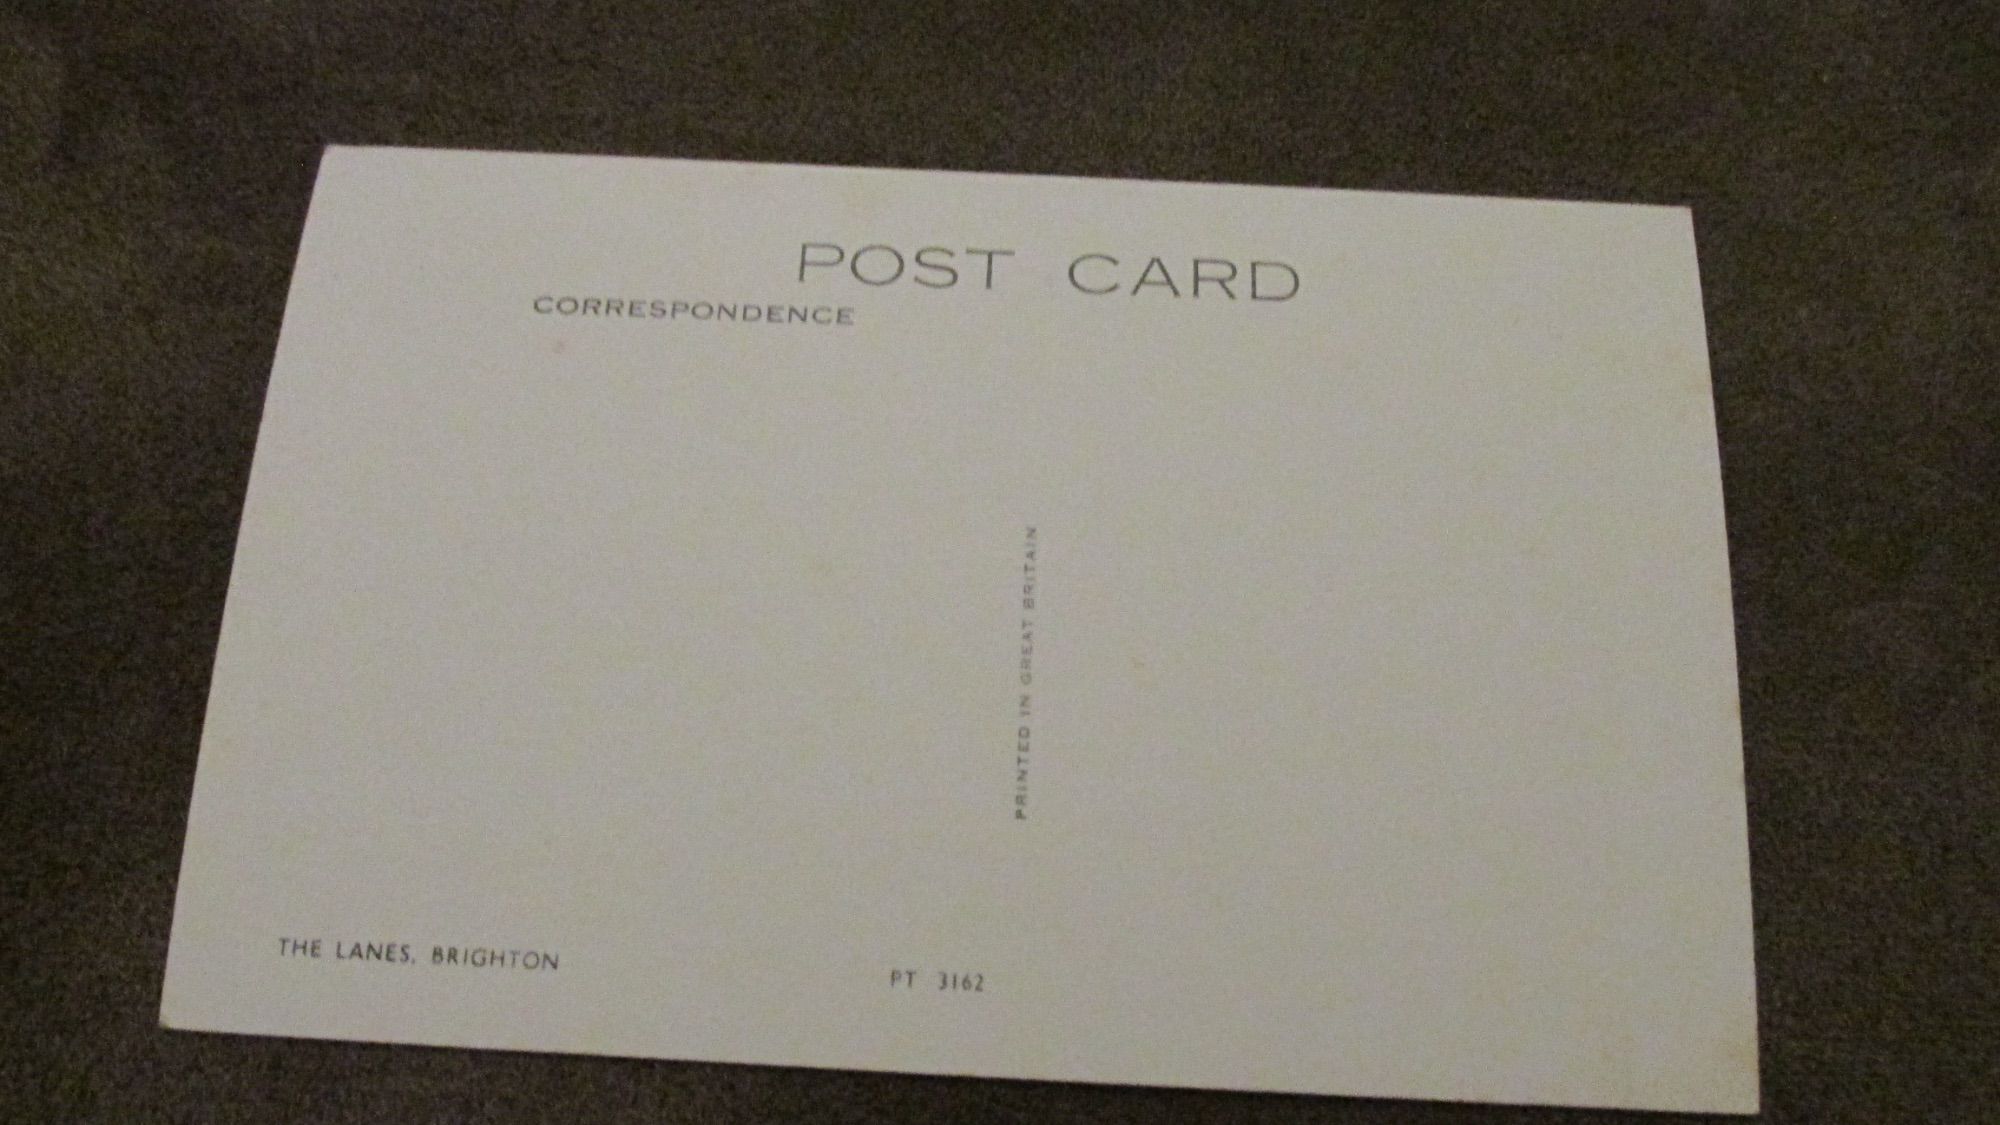 POST CARD
CORRESPONDENCE
PRINTED IN GREAT BRITAIN
THE LANES, BRIGHTON
PT 3162